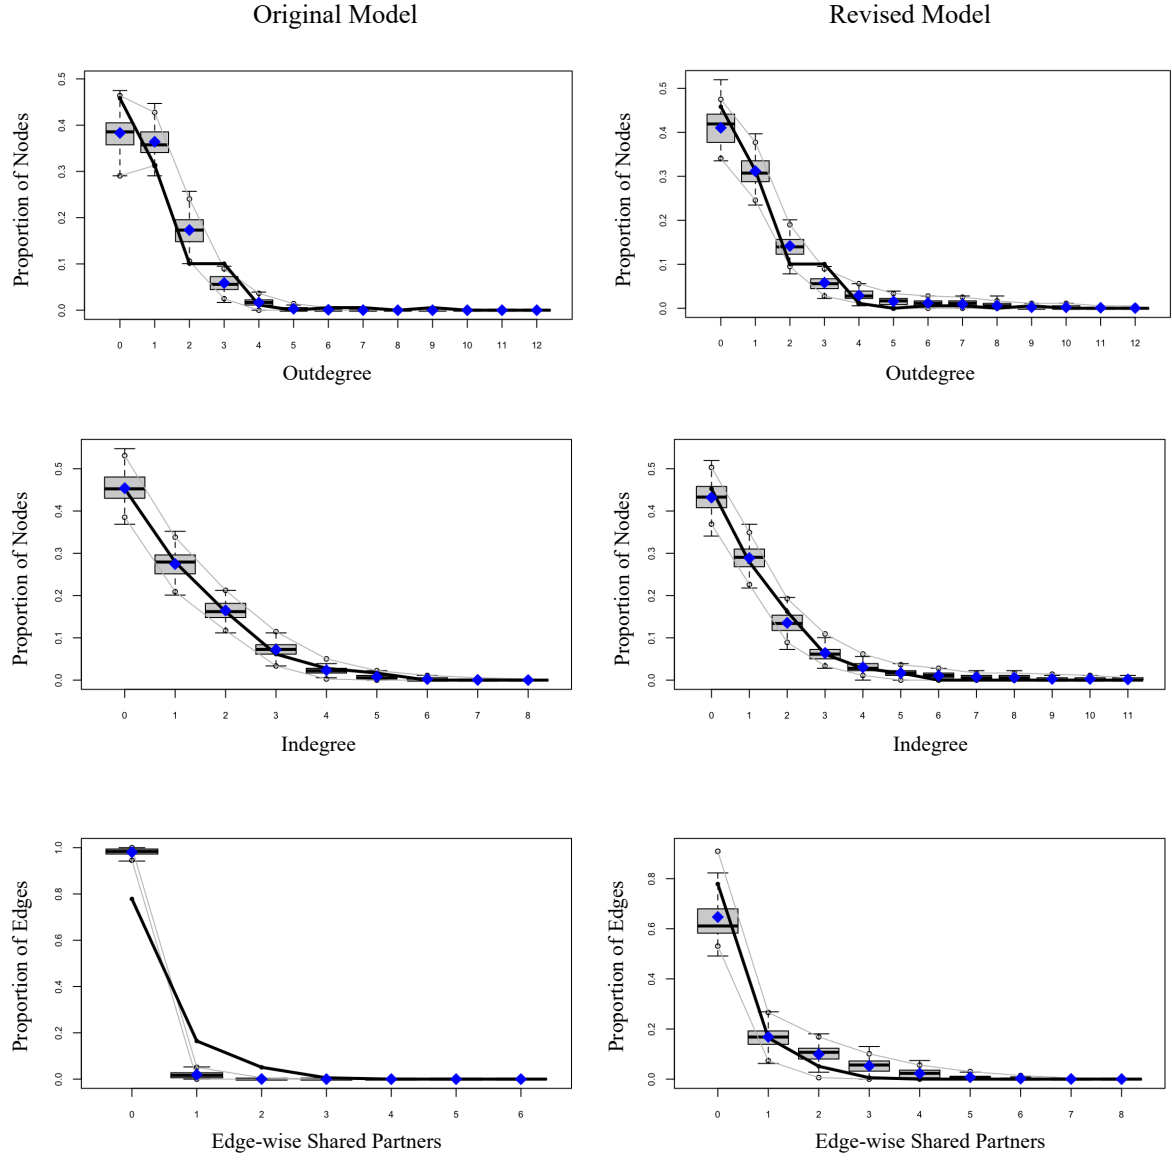 Original Model
Revised Model
Proportion of Nodes
0.5
0.4
0.3
0.2
0.1
0.0
0 1 2 3 4 5 6 7 8 9 10 11 12
Outdegree
Proportion of Nodes
0.5
0.4
0.3
0.2
0.1
0.0
0 1 2 3 4 5 6 7 8 9 10 11 12
Outdegree
Proportion of Nodes
0.5
0.4
0.3
0.2
0.1
0.0
0 1 2 3 4 5 6 7 8
Indegree
Proportion of Nodes
0.5
0.4
0.3
0.2
0.1
0.0
0 1 2 3 4 5 6 7 8 9 10 11
Indegree
Proportion of Edges
1.0
0.8
0.6
0.4
0.2
0.0
0 1 2 3 4 5 6
Edge-wise Shared Partners
Proportion of Edges
0.8
0.6
0.4
0.2
0.0
0 1 2 3 4 5 6 7 8
Edge-wise Shared Partners